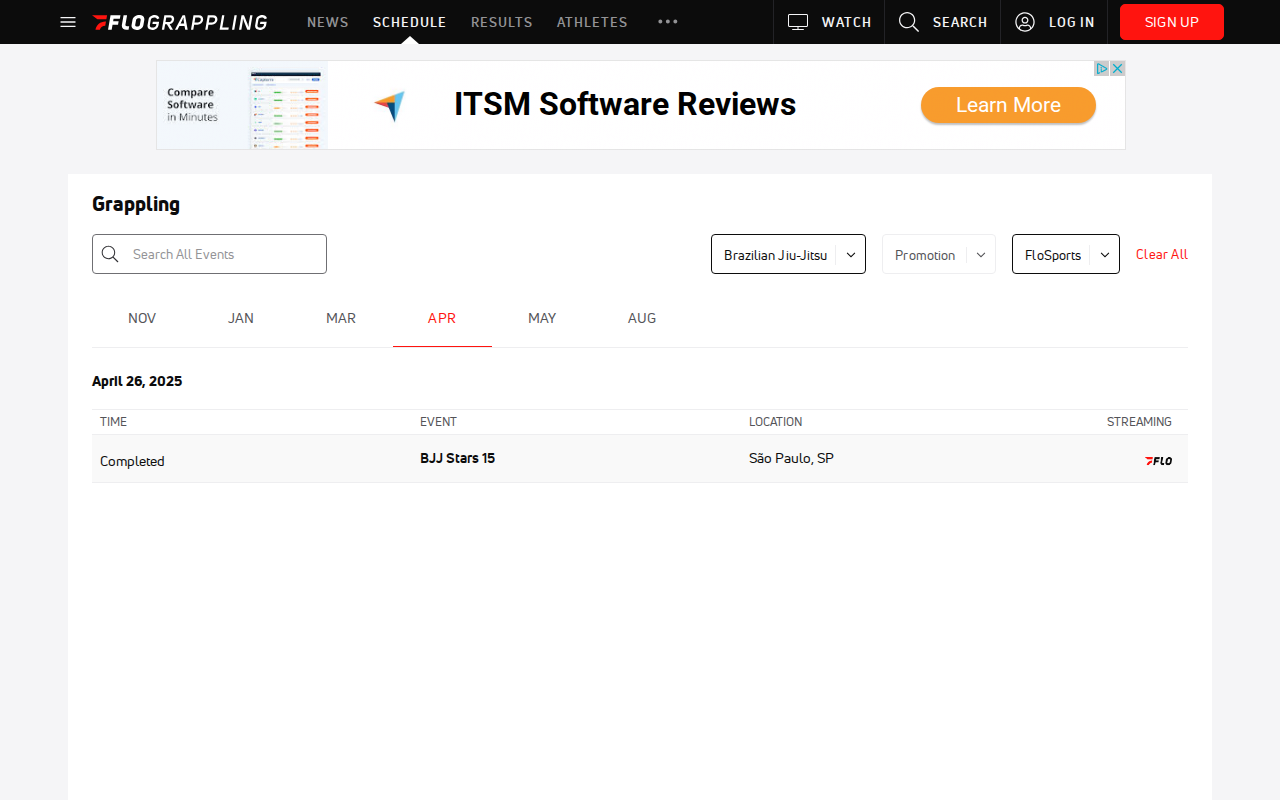 FLOGRAPPLING NEWS SCHEDULE RESULTS ATHLETES ••• WATCH SEARCH LOG IN SIGN UP
Compare
Software
in Minutes
ITSM Software Reviews
Learn More
Grappling
Search All Events
Brazilian Jiu-Jitsu
Promotion
FloSports
Clear All
NOV JAN MAR APR MAY AUG
April 26, 2025
TIME EVENT LOCATION STREAMING
Completed BJJ Stars 15 São Paulo, SP FLO